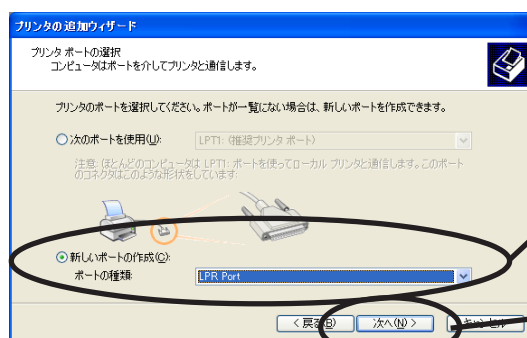 プリンタの追加ウィザード
プリンタ ポートの選択
コンピュータはポートを介してプリンタと通信します。
プリンタのポートを選択してください。ポートが一覧にない場合は、新しいポートを作成できます。
次のポートを使用(U):
LPT1: (推奨プリンタ ポート)
注意: ほとんどのコンピュータは LPT1: ポートを使ってローカル プリンタと通信します。このポート
のコネクタはこのような形状をしています:
新しいポートの作成(C):
ポートの種類:
LPR Port
< 戻る(B)
次へ(N) >
キャンセル